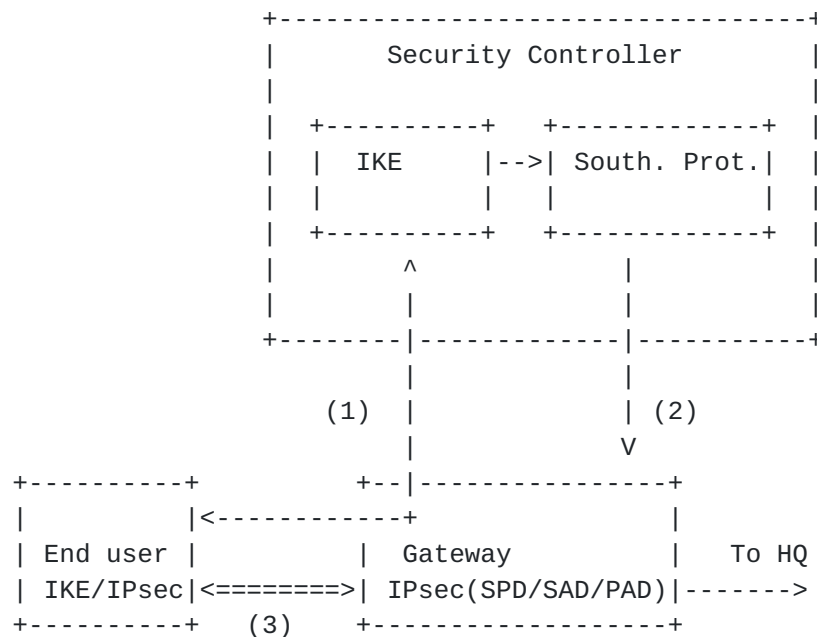 Security Controller
IKE South. Prot.
(1) (2)
End user Gateway To HQ
IKE/IPsec IPsec(SPD/SAD/PAD)
(3)